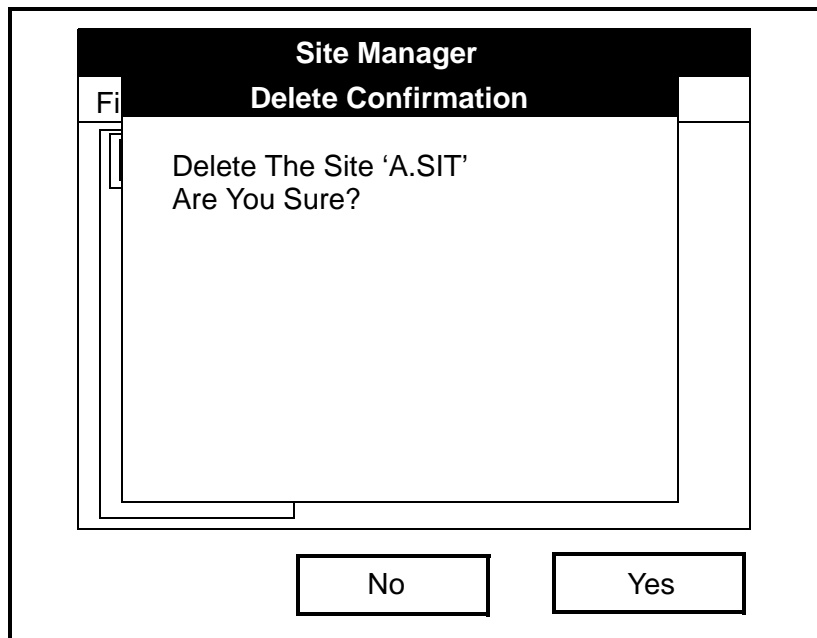 Site Manager
Delete Confirmation
Fi
Delete The Site ‘A.SIT’
Are You Sure?
No
Yes